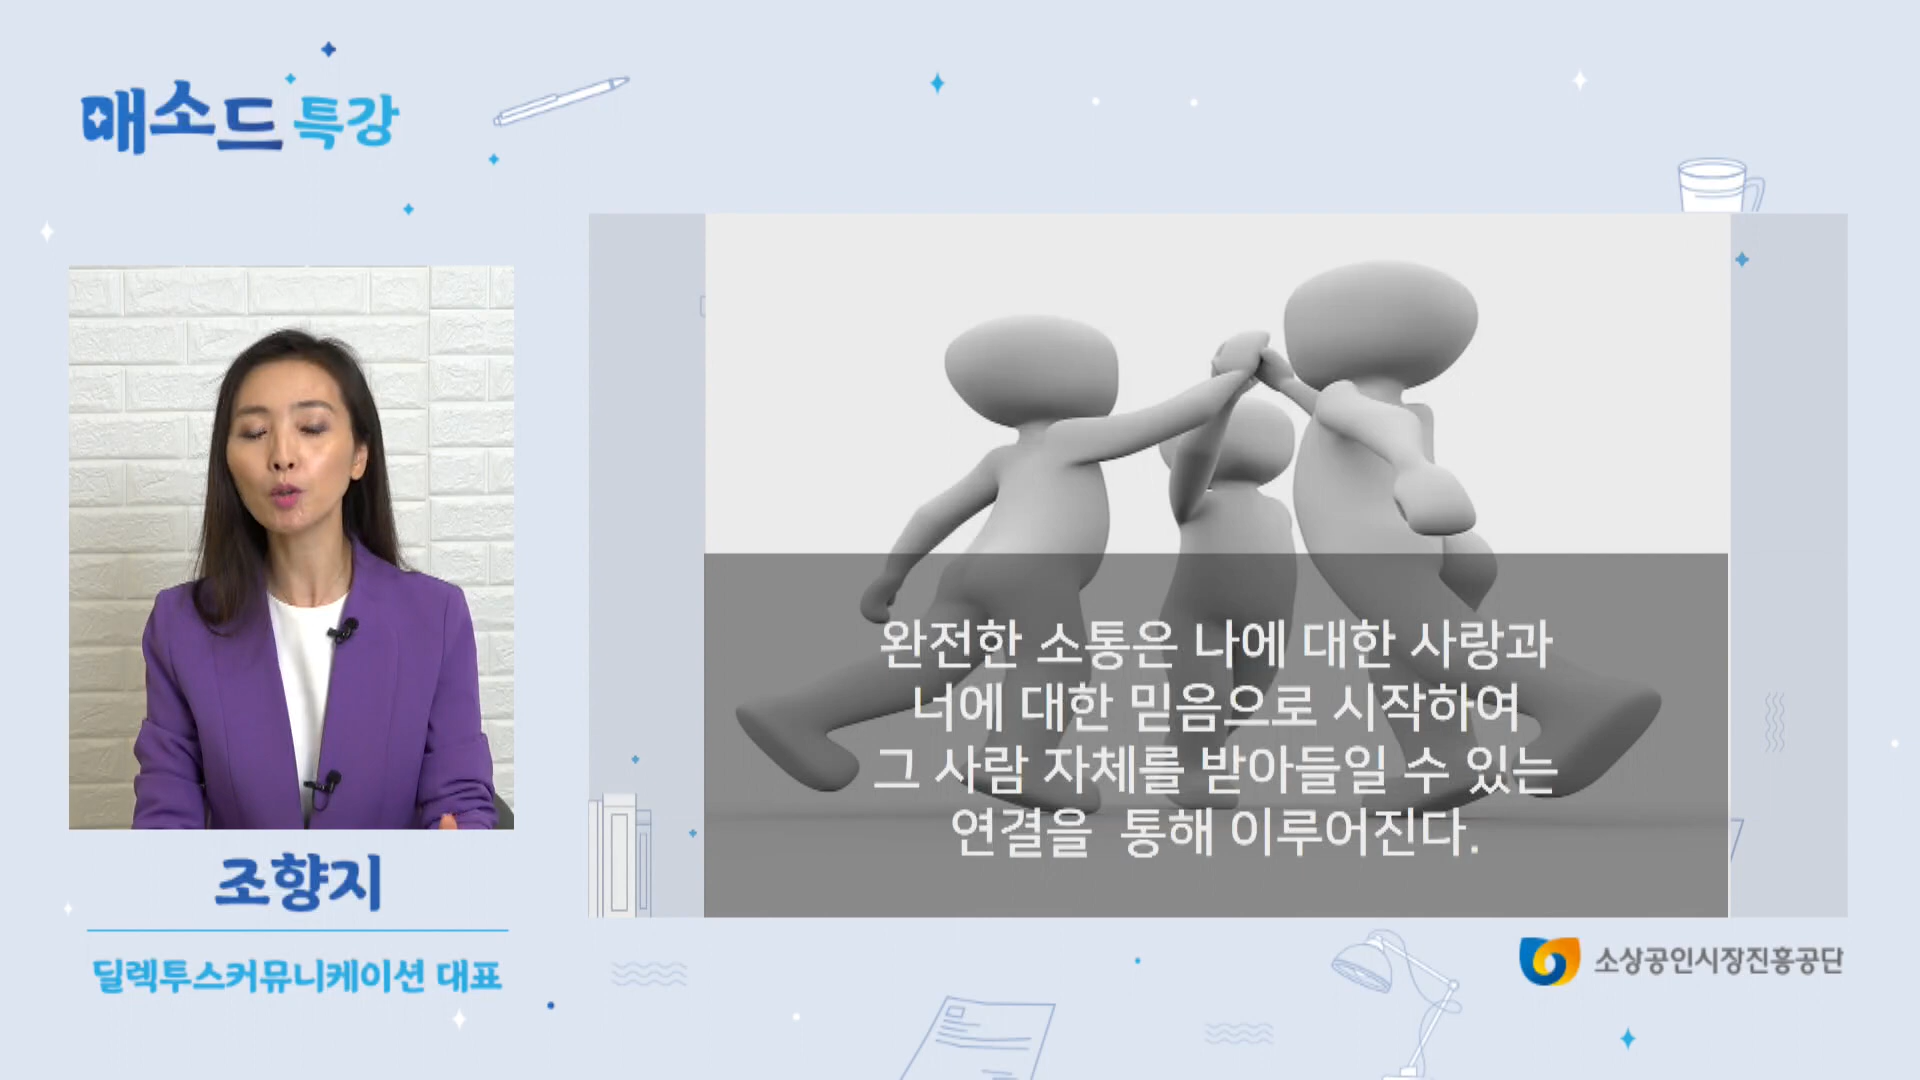 매소드 특강
조향지
딜렉투스커뮤니케이션 대표
완전한 소통은 나에 대한 사랑과
너에 대한 믿음으로 시작하여
그 사람 자체를 받아들일 수 있는
연결을 통해 이루어진다.
소상공인시장진흥공단